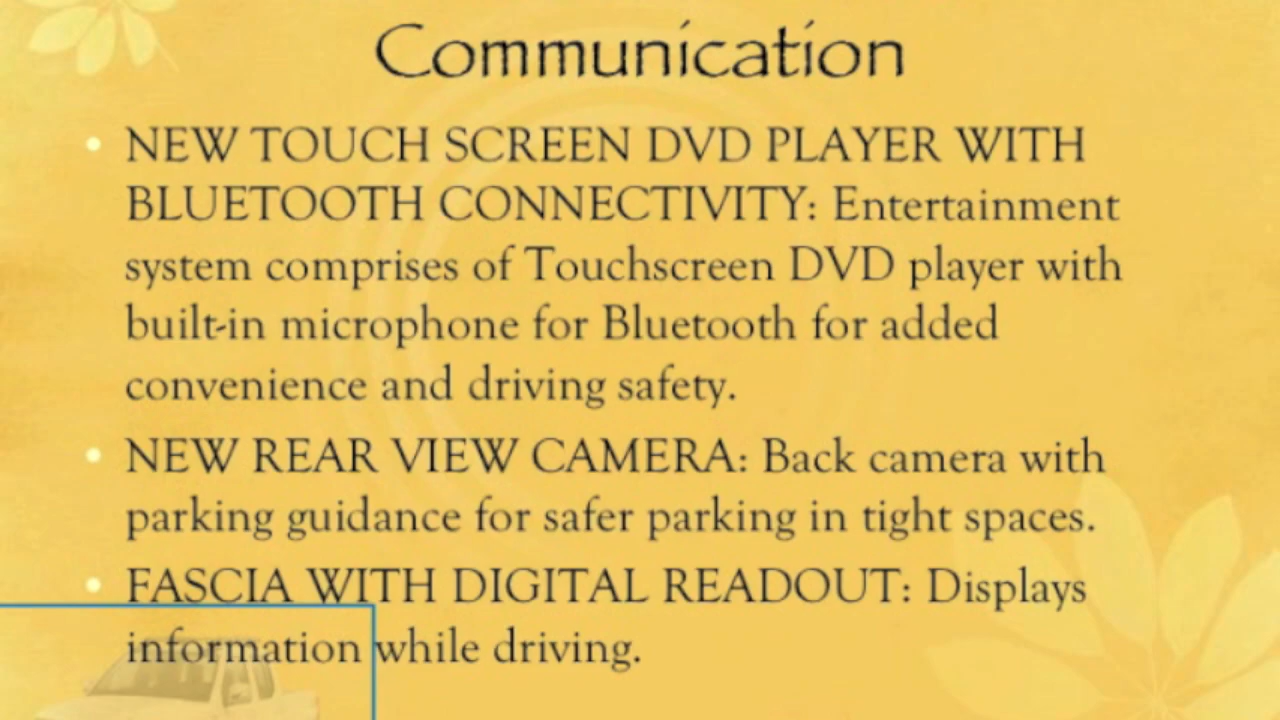 Communication
NEW TOUCH SCREEN DVD PLAYER WITH
BLUETOOTH CONNECTIVITY: Entertainment
system comprises of Touchscreen DVD player with
built-in microphone for Bluetooth for added
convenience and driving safety.
NEW REAR VIEW CAMERA: Back camera with
parking guidance for safer parking in tight spaces.
FASCIA WITH DIGITAL READOUT: Displays
information while driving.